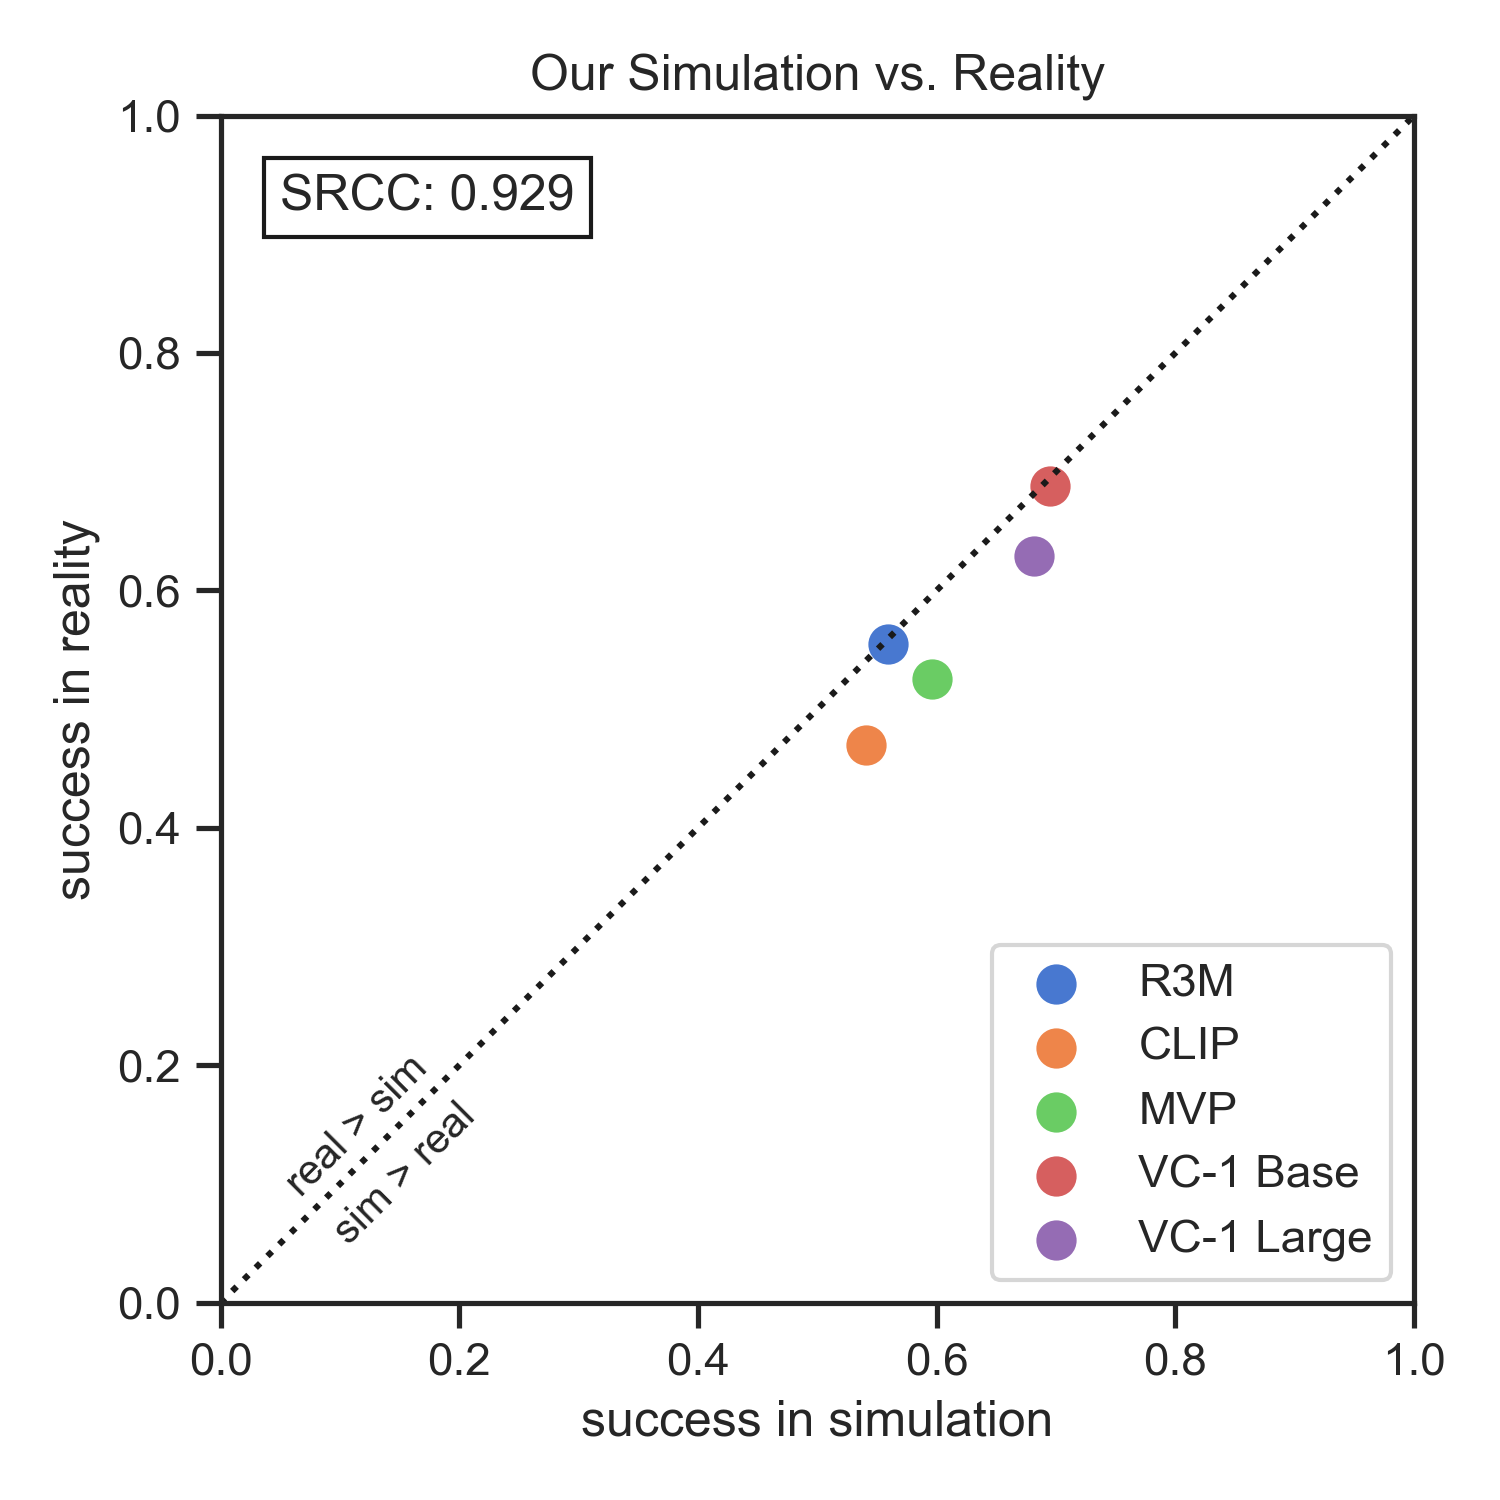 Our Simulation vs. Reality
1.0
SRCC: 0.929
0.8
0.6
0.4
0.2
0.0
success in reality
real > sim
sim > real
R3M
CLIP
MVP
VC-1 Base
VC-1 Large
0.0 0.2 0.4 0.6 0.8 1.0
success in simulation